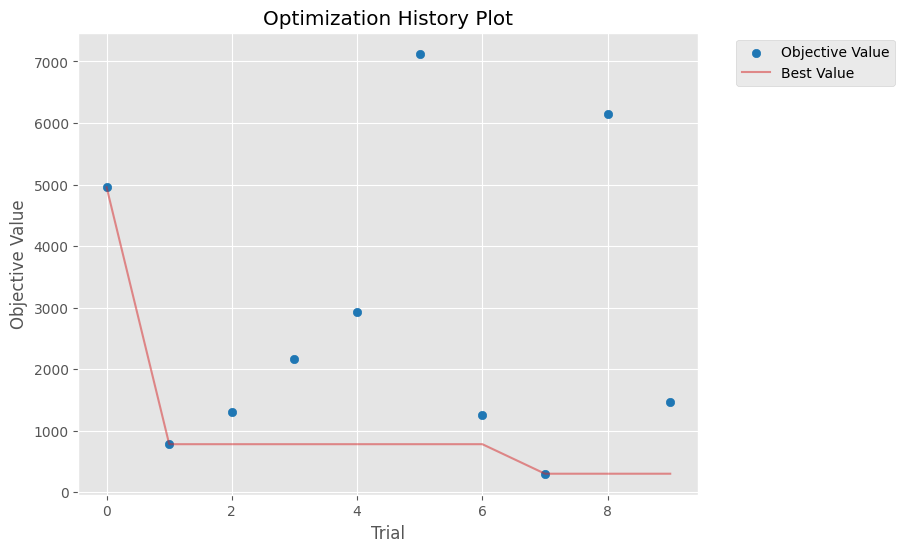 Optimization History Plot
Objective Value
Best Value
7000
6000
5000
4000
3000
2000
1000
0
Objective Value
0 2 4 6 8
Trial